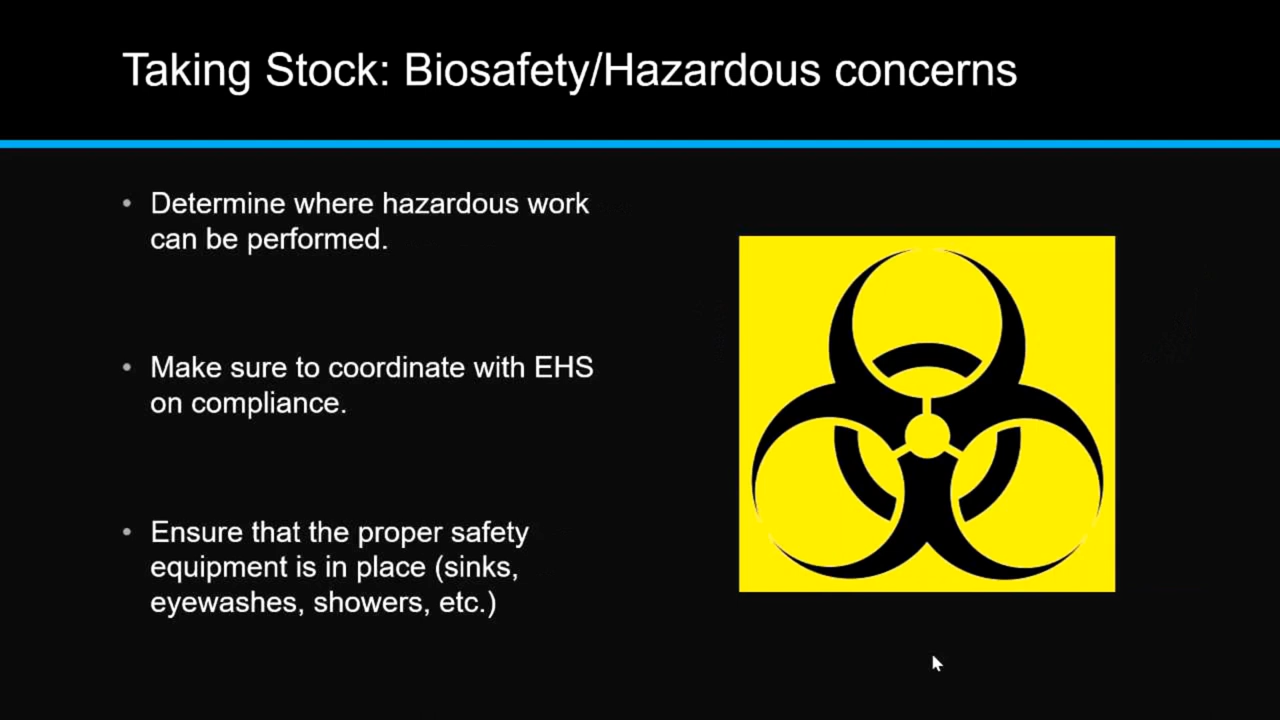 Taking Stock: Biosafety/Hazardous concerns
• Determine where hazardous work
can be performed.
• Make sure to coordinate with EHS
on compliance.
• Ensure that the proper safety
equipment is in place (sinks,
eyewashes, showers, etc.)